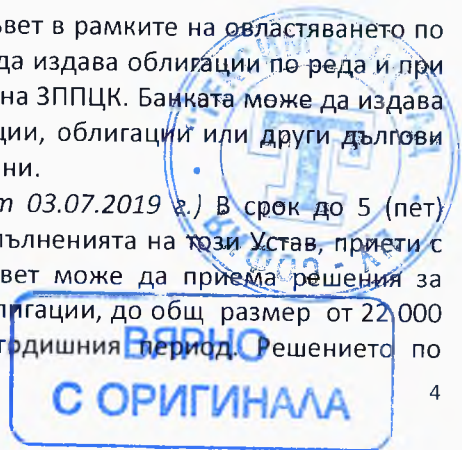 ъвет в рамките на овластяването по
да издава облигации по реда и при
на ЗППЦК. Банката може да издава
ции, облигации или други дългови
ни.
т 03.07.2019 г.) В срок до 5 (пет)
пълненията на този Устав, приети с
вет може да приема решения за
лигации, до общ размер от 22 000
годишния период. Решението по
4
ВЯРНО
С ОРИГИНАЛА